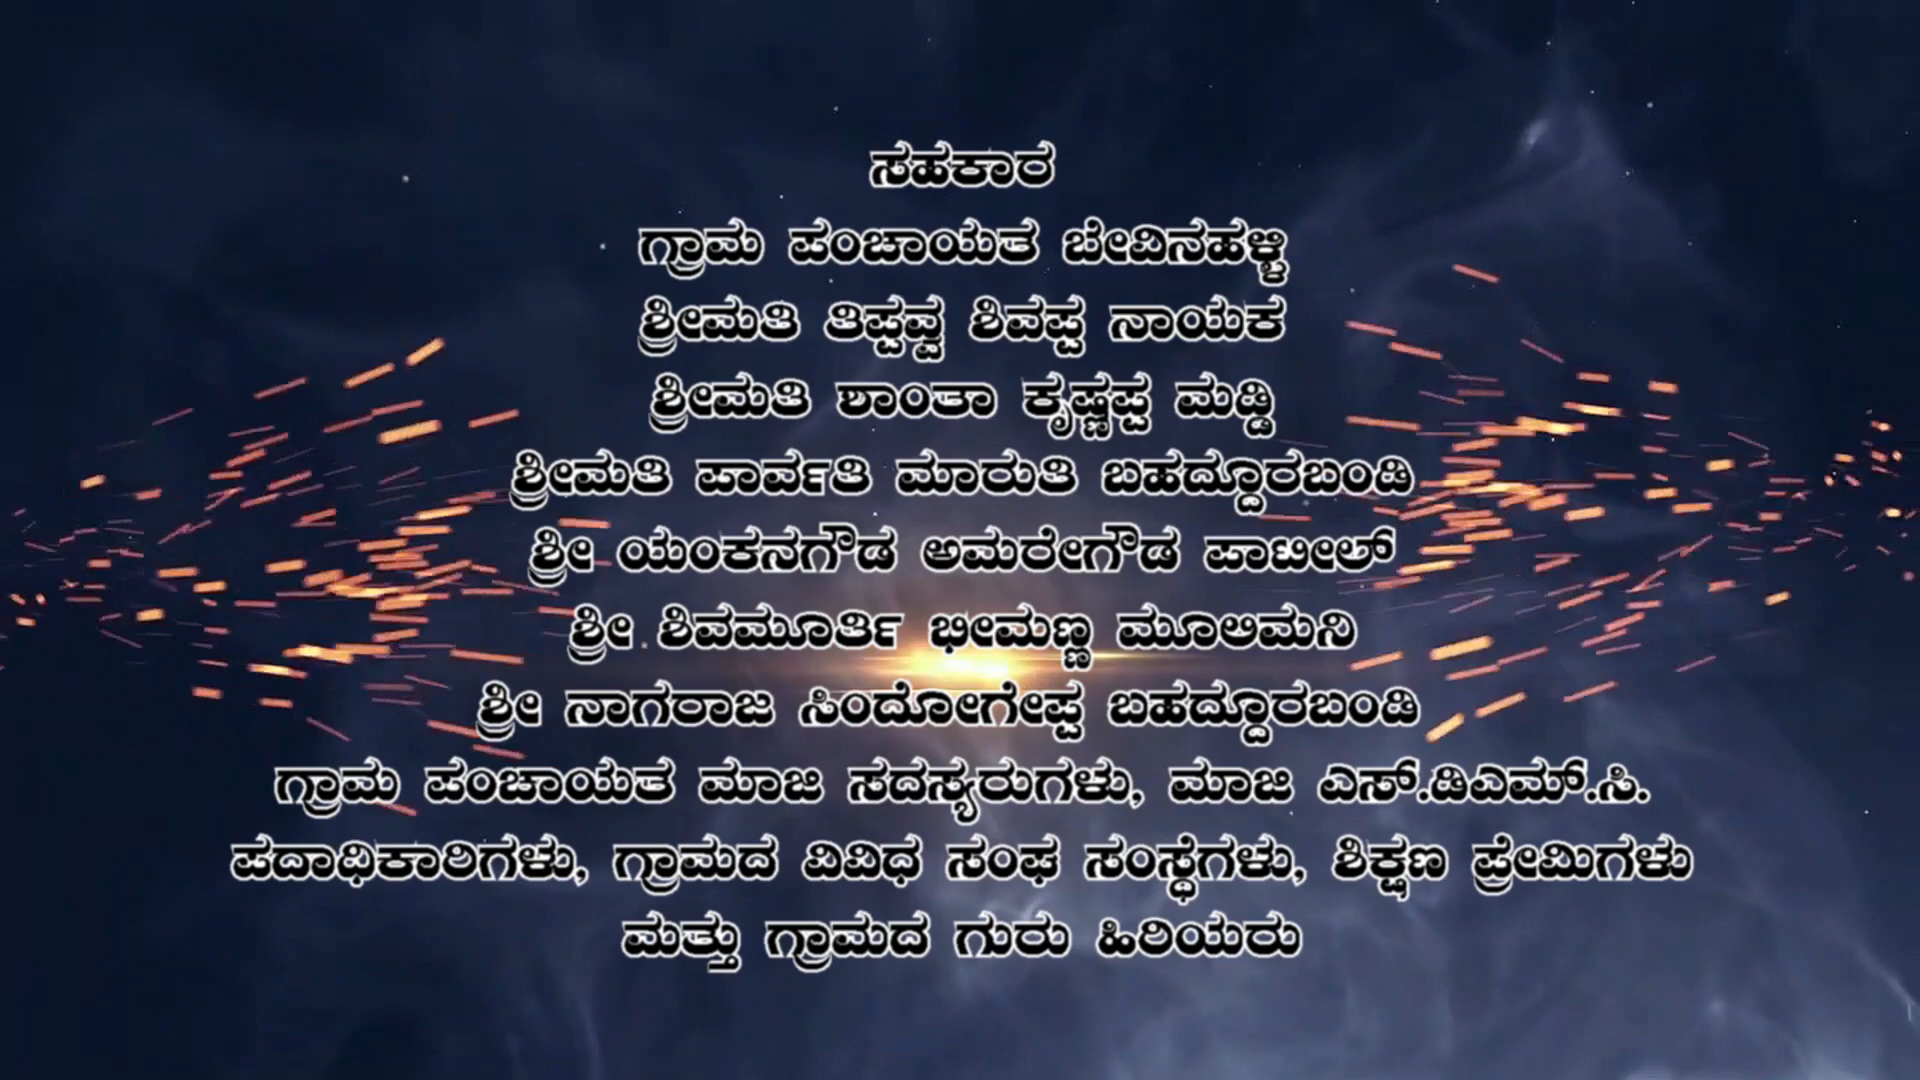 ಸಹಕಾರ
ಗ್ರಾಮ ಪಂಚಾಯತ ಬೇವಿನಹಳ್ಳಿ
ಶ್ರೀಮತಿ ತಿಪ್ಪವ್ವ ಶಿವಪ್ಪ ನಾಯಕ
ಶ್ರೀಮತಿ ಶಾಂತಾ ಕೃಷ್ಣಪ್ಪ ಮಡ್ಡಿ
ಶ್ರೀಮತಿ ಪಾರ್ವತಿ ಮಾರುತಿ ಬಹದ್ದೂರಬಂಡಿ
ಶ್ರೀ ಯಂಕನಗೌಡ ಅಮರೇಗೌಡ ಪಾಟೀಲ್
ಶ್ರೀ ಶಿವಮೂರ್ತಿ ಭೀಮಣ್ಣ ಮೂಲಿಮನಿ
ಶ್ರೀ ನಾಗರಾಜ ಸಿಂದೋಗೇಪ್ಪ ಬಹದ್ದೂರಬಂಡಿ
ಗ್ರಾಮ ಪಂಚಾಯತ ಮಾಜಿ ಸದಸ್ಯರುಗಳು, ಮಾಜಿ ಎಸ್.ಡಿಎಮ್.ಸಿ.
ಪದಾಧಿಕಾರಿಗಳು, ಗ್ರಾಮದ ವಿವಿಧ ಸಂಘ ಸಂಸ್ಥೆಗಳು, ಶಿಕ್ಷಣ ಪ್ರೇಮಿಗಳು
ಮತ್ತು ಗ್ರಾಮದ ಗುರು ಹಿರಿಯರು